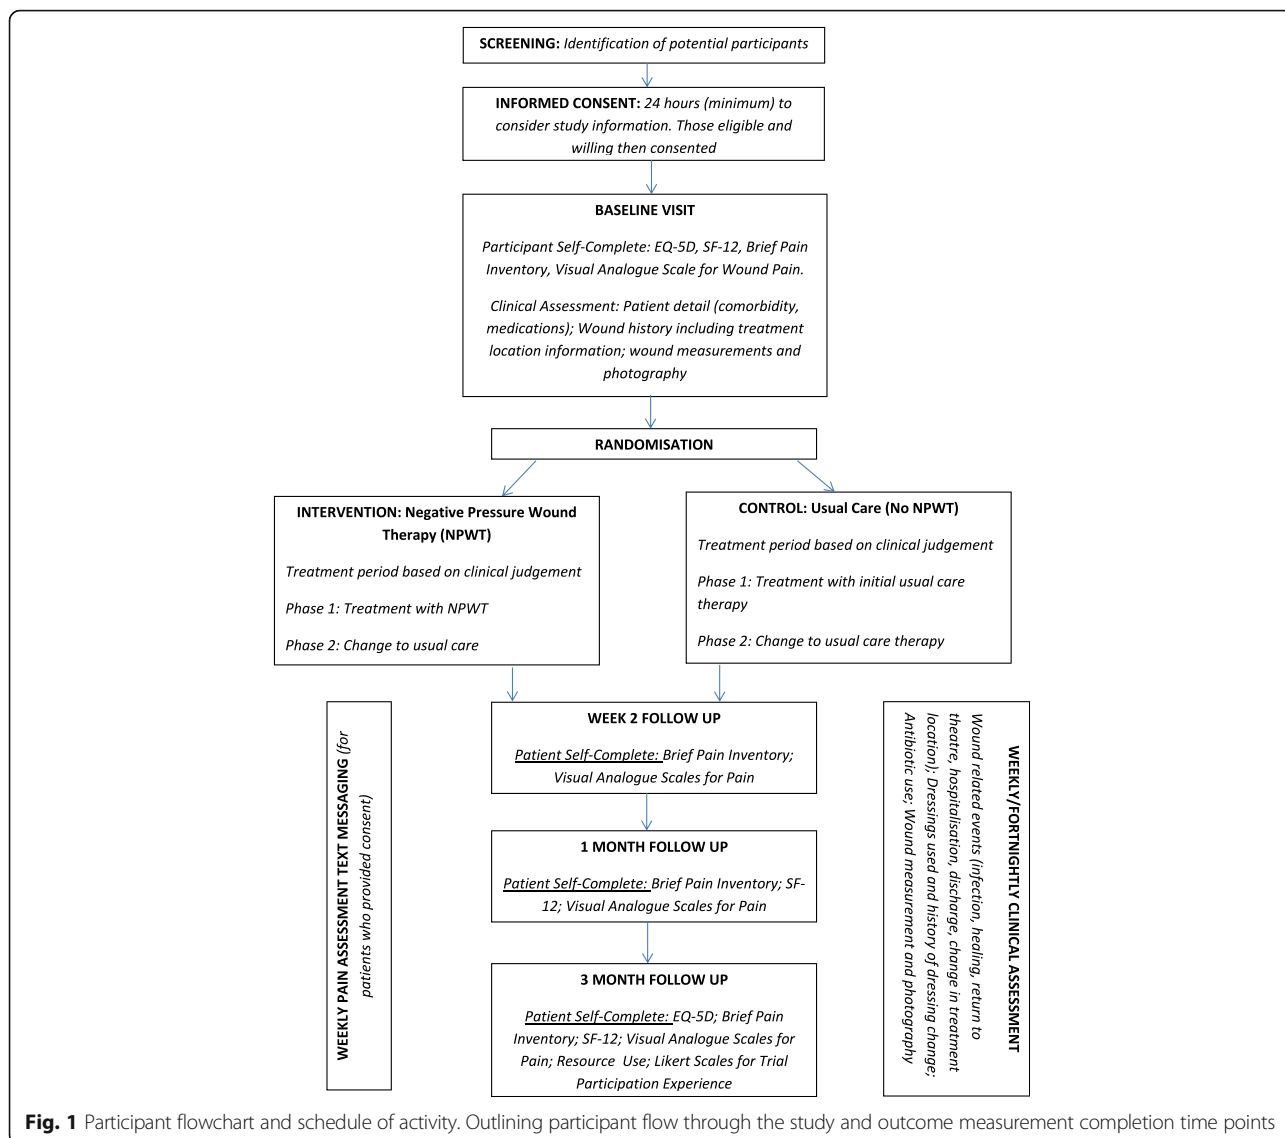 SCREENING: Identification of potential participants
INFORMED CONSENT: 24 hours (minimum) to
consider study information. Those eligible and
willing then consented
BASELINE VISIT
Participant Self-Complete: EQ-5D, SF-12, Brief Pain
Inventory, Visual Analogue Scale for Wound Pain.
Clinical Assessment: Patient detail (comorbidity,
medications); Wound history including treatment
location information; wound measurements and
photography
RANDOMISATION
INTERVENTION: Negative Pressure Wound
Therapy (NPWT)
Treatment period based on clinical judgement
Phase 1: Treatment with NPWT
Phase 2: Change to usual care
CONTROL: Usual Care (No NPWT)
Treatment period based on clinical judgement
Phase 1: Treatment with initial usual care
therapy
Phase 2: Change to usual care therapy
WEEKLY PAIN ASSESSMENT TEXT MESSAGING (for
patients who provided consent)
WEEK 2 FOLLOW UP
Patient Self-Complete: Brief Pain Inventory;
Visual Analogue Scales for Pain
1 MONTH FOLLOW UP
Patient Self-Complete: Brief Pain Inventory; SF-
12; Visual Analogue Scales for Pain
3 MONTH FOLLOW UP
Patient Self-Complete: EQ-5D; Brief Pain
Inventory; SF-12; Visual Analogue Scales for
Pain; Resource Use; Likert Scales for Trial
Participation Experience
WEEKLY/FORTNIGHTLY CLINICAL ASSESSMENT
Wound related events (infection, healing, return to
theatre, hospitalisation, discharge, change in treatment
location); Dressings used and history of dressing change;
Antibiotic use; Wound measurement and photography
Fig. 1 Participant flowchart and schedule of activity. Outlining participant flow through the study and outcome measurement completion time points